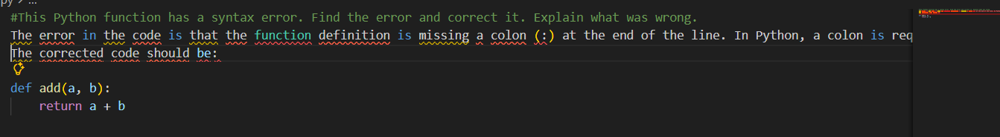 py > ...
#This Python function has a syntax error. Find the error and correct it. Explain what was wrong.
The error in the code is that the function definition is missing a colon (:) at the end of the line. In Python, a colon is req
The corrected code should be:
def add(a, b):
    return a + b